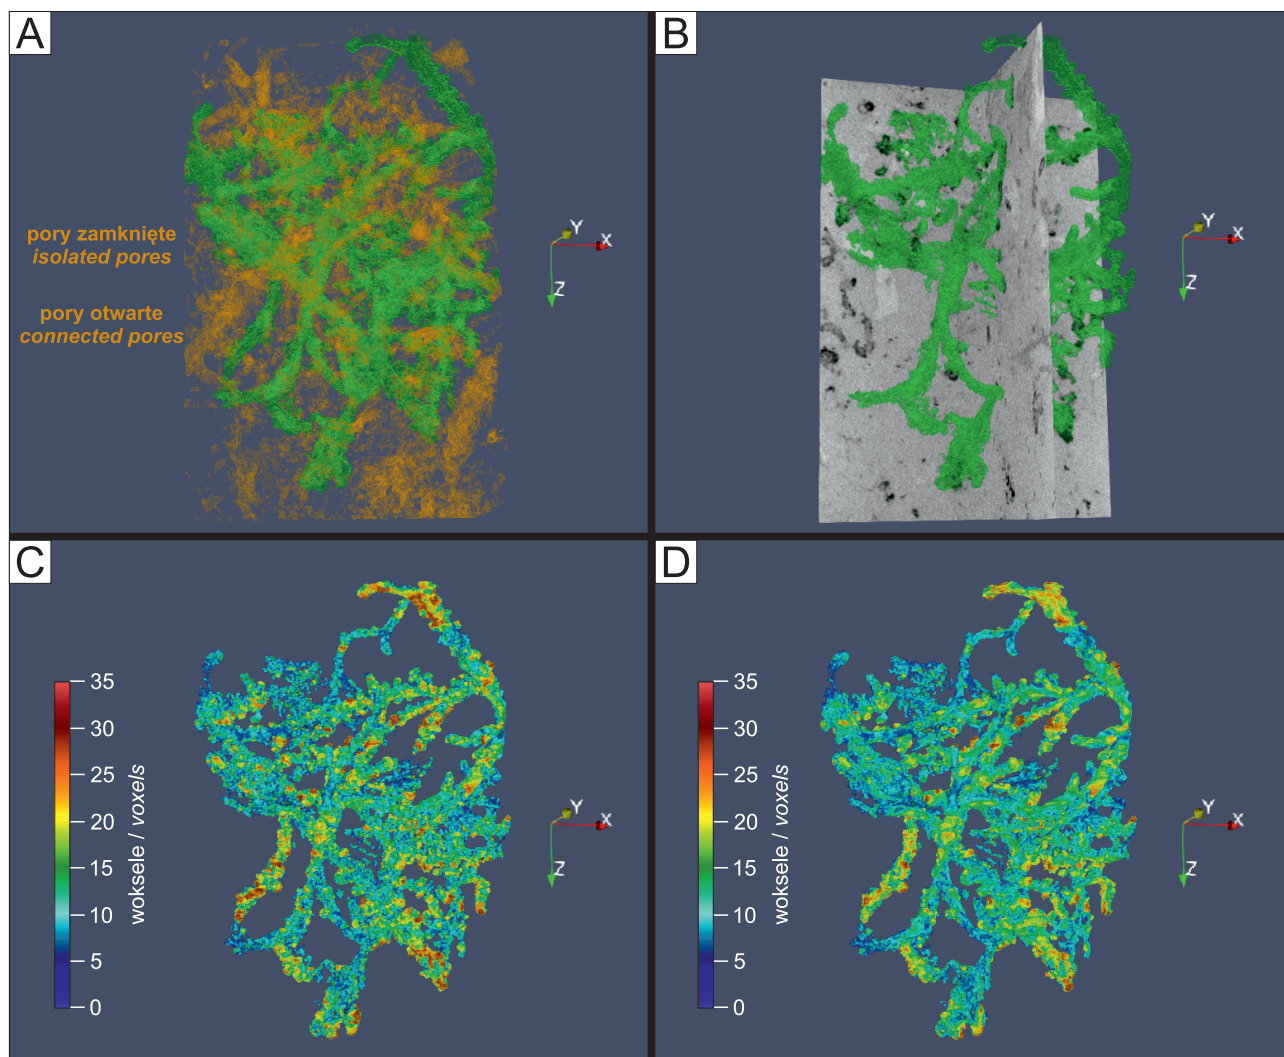 A
pory zamknięte
isolated pores
pory otwarte
connected pores
Y
X
Z
B
Y
X
Z
C
35
30
25
20
15
10
5
0
woksele / voxels
Y
X
Z
D
35
30
25
20
15
10
5
0
woksele / voxels
Y
X
Z